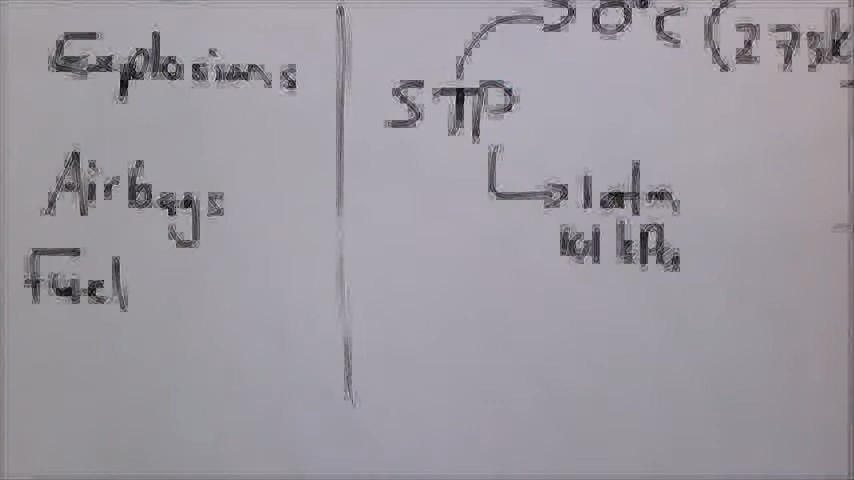 Explosions
Airbags
Fuel
0°C (273K
STP
1 atm
101 kPa